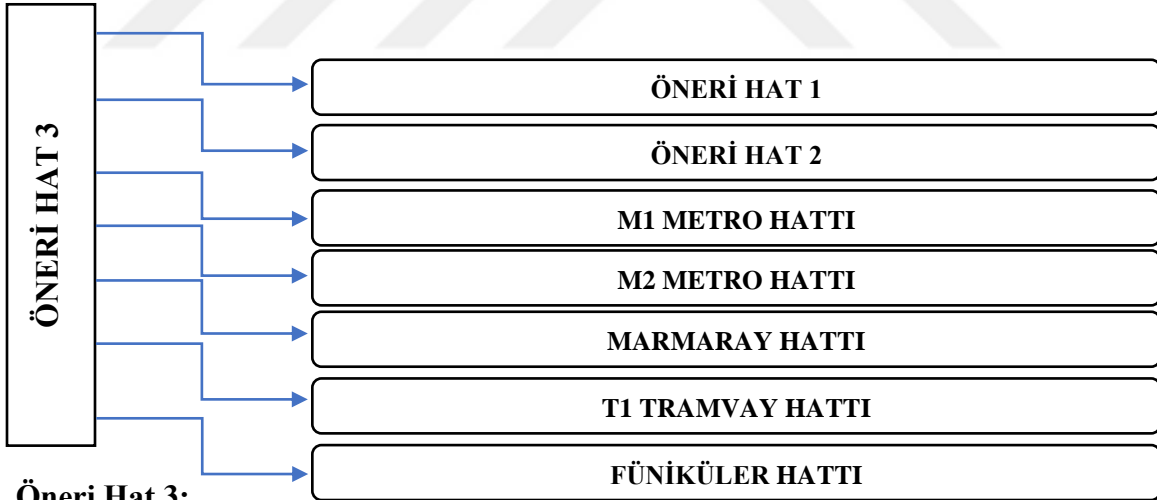 ÖNERİ HAT 3
ÖNERİ HAT 1
ÖNERİ HAT 2
M1 METRO HATTI
M2 METRO HATTI
MARMARAY HATTI
T1 TRAMVAY HATTI
FÜNİKÜLER HATTI
Öneri Hat 3: